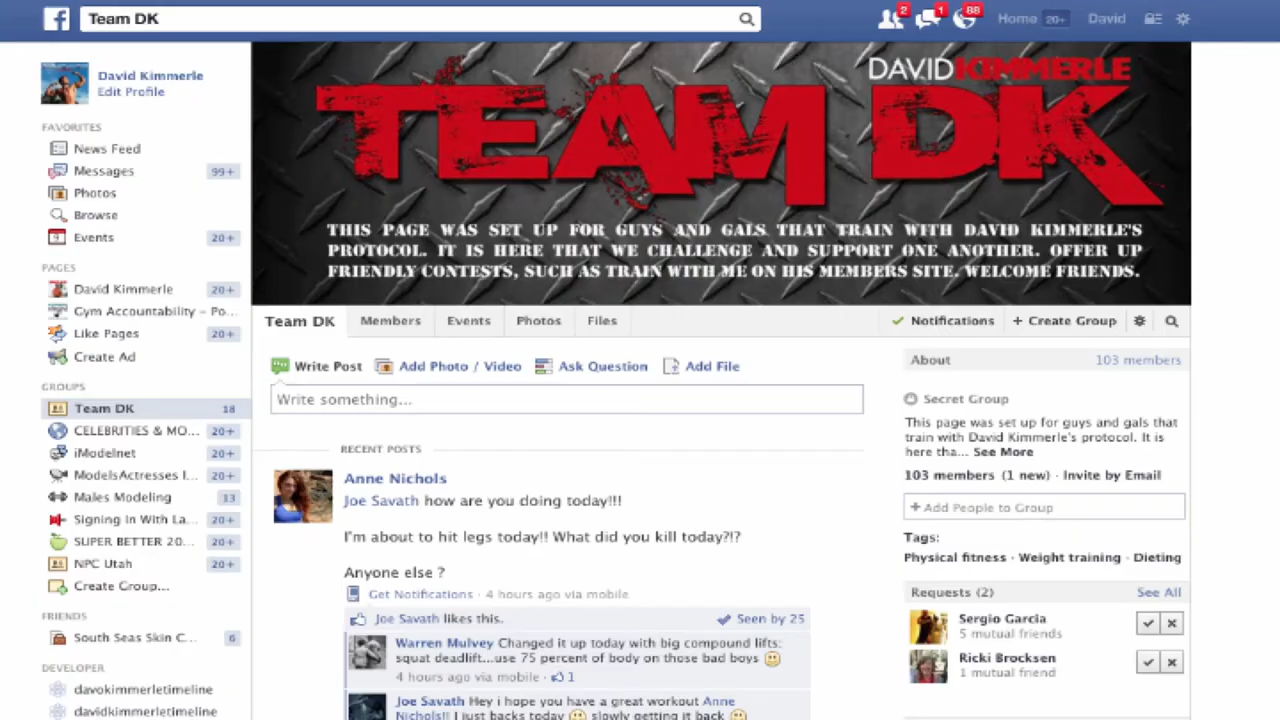 Team DK
2
1
88
Home 20+
David
David Kimmerle
Edit Profile
FAVORITES
News Feed
Messages 99+
Photos
Browse
Events 20+
PAGES
David Kimmerle 20+
Gym Accountability - Po...
Like Pages 20+
Create Ad
GROUPS
Team DK 18
CELEBRITIES & MO... 20+
iModelnet 20+
ModelsActresses I... 20+
Males Modeling 13
Signing In With La... 20+
SUPER BETTER 20... 20+
NPC Utah 20+
Create Group...
FRIENDS
South Seas Skin C... 6
DEVELOPER
davokimmerletimeline
davidkimmerletimeline
DAVIDKIMMERLE
TEAM DK
THIS PAGE WAS SET UP FOR GUYS AND GALS THAT TRAIN WITH DAVID KIMMERLE'S
PROTOCOL. IT IS HERE THAT WE CHALLENGE AND SUPPORT ONE ANOTHER. OFFER UP
FRIENDLY CONTESTS, SUCH AS TRAIN WITH ME ON HIS MEMBERS SITE. WELCOME FRIENDS.
Team DK Members Events Photos Files
Notifications + Create Group
Write Post Add Photo / Video Ask Question Add File
Write something...
RECENT POSTS
Anne Nichols
Joe Savath how are you doing today!!!
I'm about to hit legs today!! What did you kill today?!?
Anyone else ?
Get Notifications · 4 hours ago via mobile
Joe Savath likes this. Seen by 25
Warren Mulvey Changed it up today with big compound lifts:
squat deadlift....use 75 percent of body on those bad boys
4 hours ago via mobile · 1
Joe Savath Hey i hope you have a great workout Anne
Nichols!! I just backs today slowly getting it back
About 103 members
Secret Group
This page was set up for guys and gals that
train with David Kimmerle's protocol. It is
here tha... See More
103 members (1 new) · Invite by Email
+ Add People to Group
Tags:
Physical fitness · Weight training · Dieting
Requests (2) See All
Sergio Garcia
5 mutual friends
Ricki Brocksen
1 mutual friend